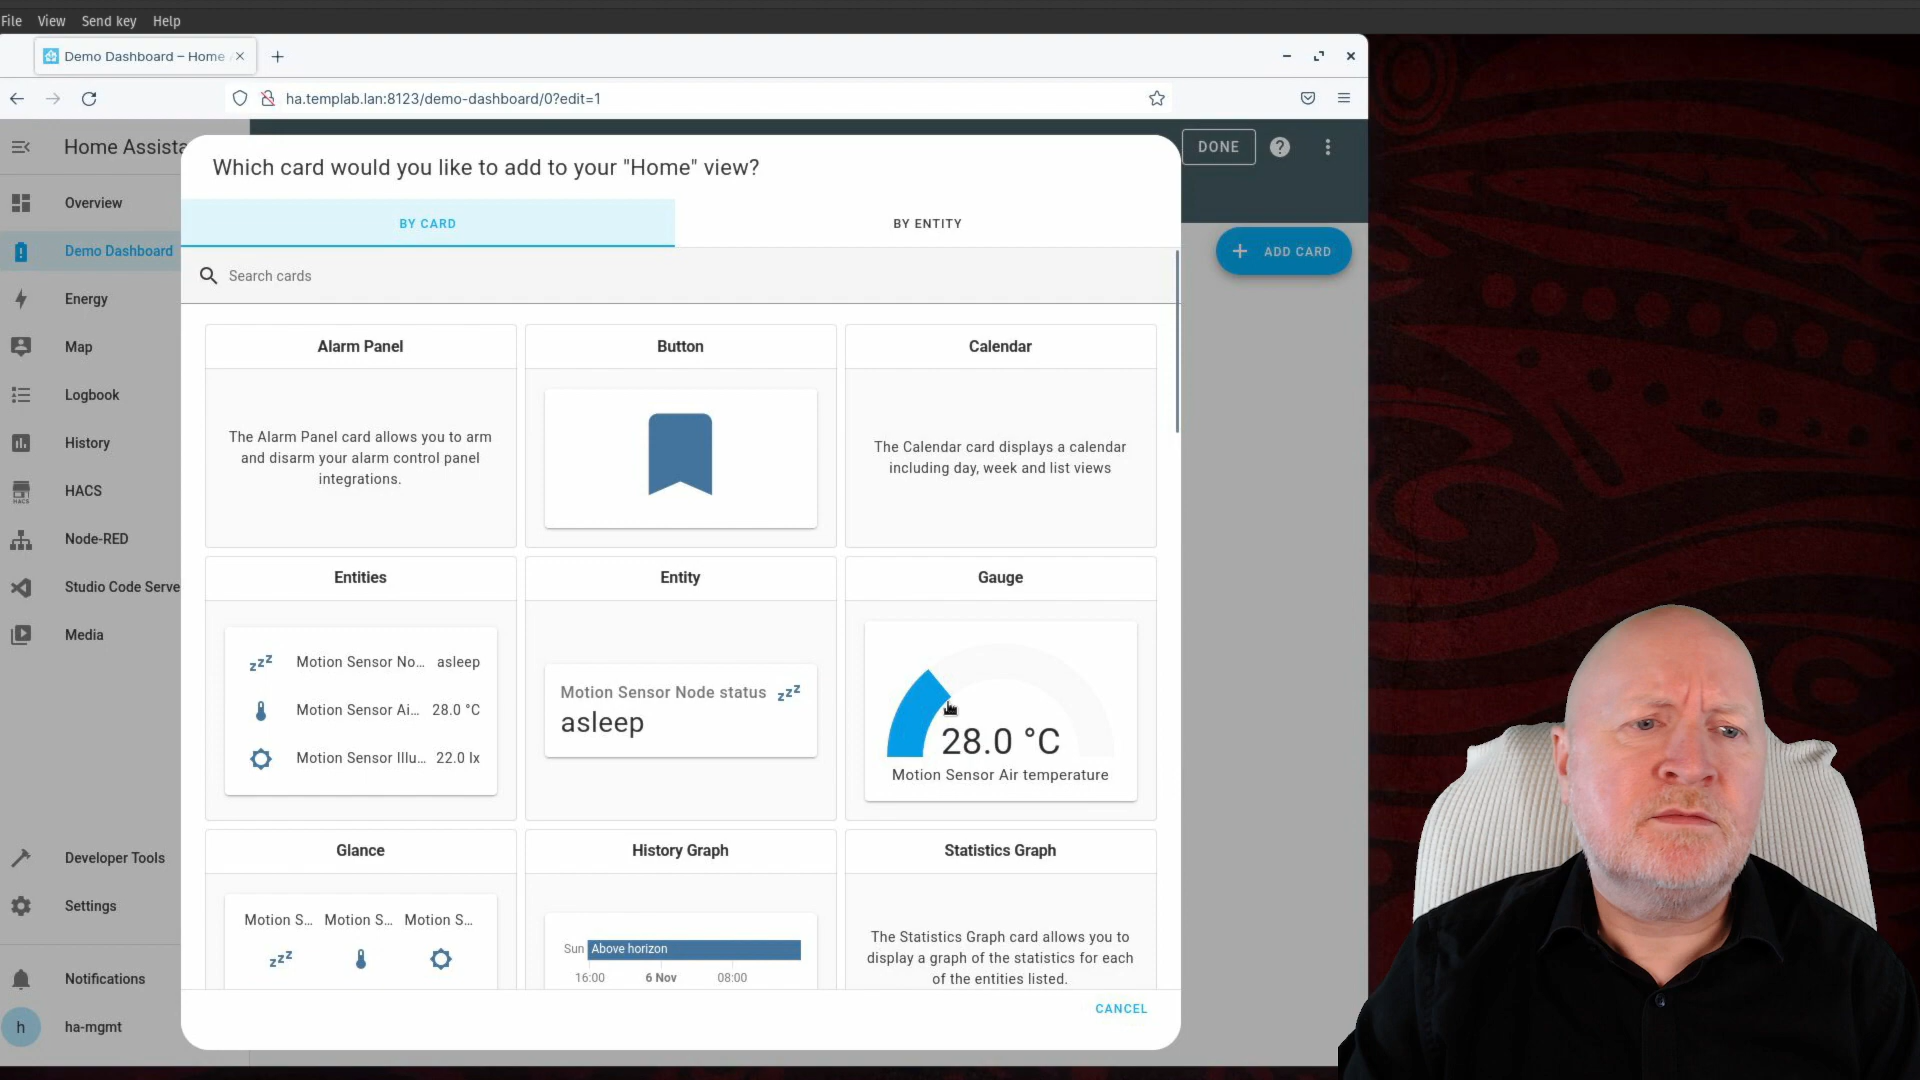 File View Send key Help
Demo Dashboard – Home
ha.templab.lan:8123/demo-dashboard/0?edit=1
Home Assista
Overview
Demo Dashboard
Energy
Map
Logbook
History
HACS
Node-RED
Studio Code Serve
Media
Developer Tools
Settings
Notifications
h ha-mgmt
DONE
ADD CARD
Which card would you like to add to your "Home" view?
BY CARD
BY ENTITY
Search cards
Alarm Panel
The Alarm Panel card allows you to arm
and disarm your alarm control panel
integrations.
Button
Calendar
The Calendar card displays a calendar
including day, week and list views
Entities
Motion Sensor No... asleep
Motion Sensor Ai... 28.0 °C
Motion Sensor Illu... 22.0 lx
Entity
Motion Sensor Node status
asleep
Gauge
28.0 °C
Motion Sensor Air temperature
Glance
Motion S... Motion S... Motion S...
History Graph
Sun Above horizon
16:00 6 Nov 08:00
Statistics Graph
The Statistics Graph card allows you to
display a graph of the statistics for each
of the entities listed.
CANCEL